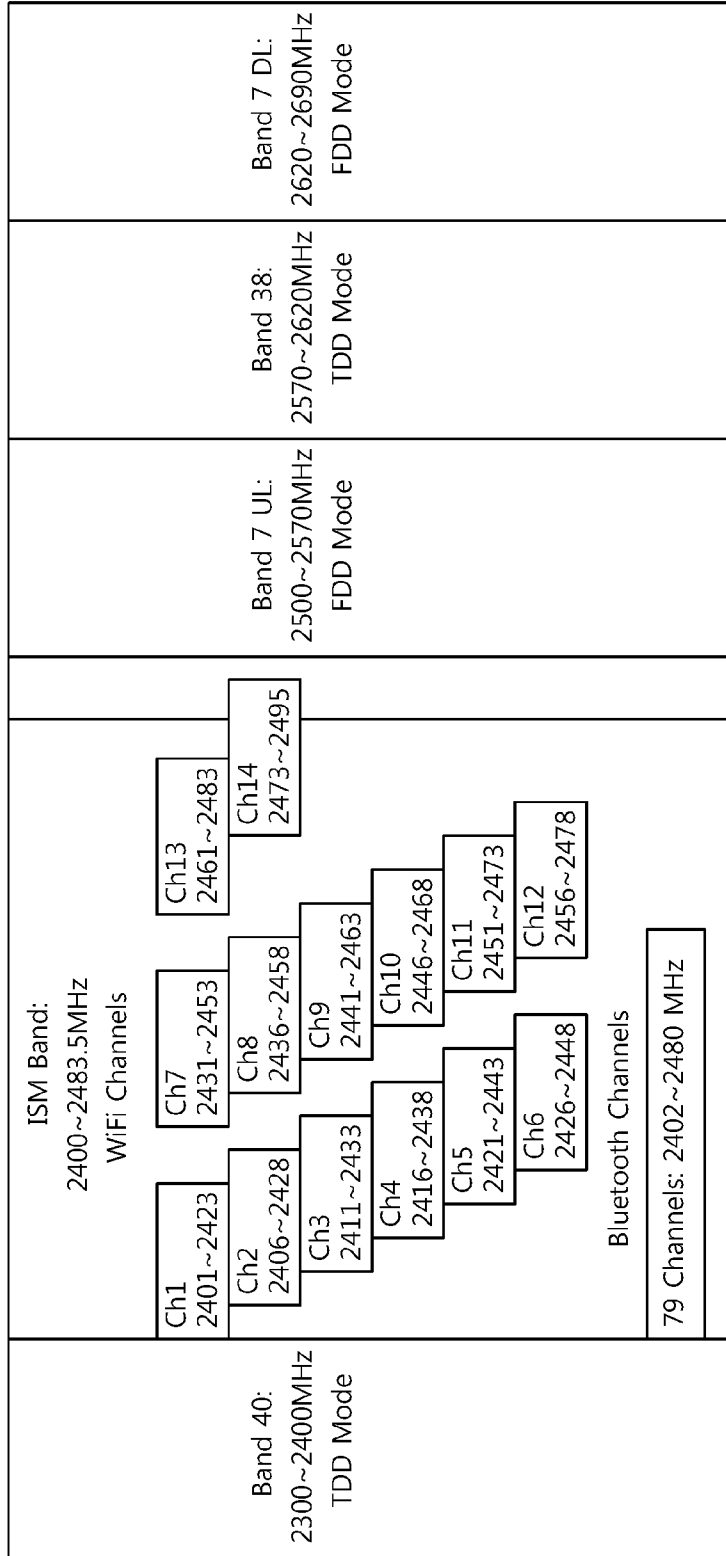 Band 40:
2300~2400MHz
TDD Mode
ISM Band:
2400~2483.5MHz
WiFi Channels
Ch1
2401~2423
Ch2
2406~2428
Ch3
2411~2433
Ch4
2416~2438
Ch5
2421~2443
Ch6
2426~2448
Ch7
2431~2453
Ch8
2436~2458
Ch9
2441~2463
Ch10
2446~2468
Ch11
2451~2473
Ch12
2456~2478
Ch13
2461~2483
Ch14
2473~2495
Bluetooth Channels
79 Channels: 2402~2480 MHz
Band 7 UL:
2500~2570MHz
FDD Mode
Band 38:
2570~2620MHz
TDD Mode
Band 7 DL:
2620~2690MHz
FDD Mode